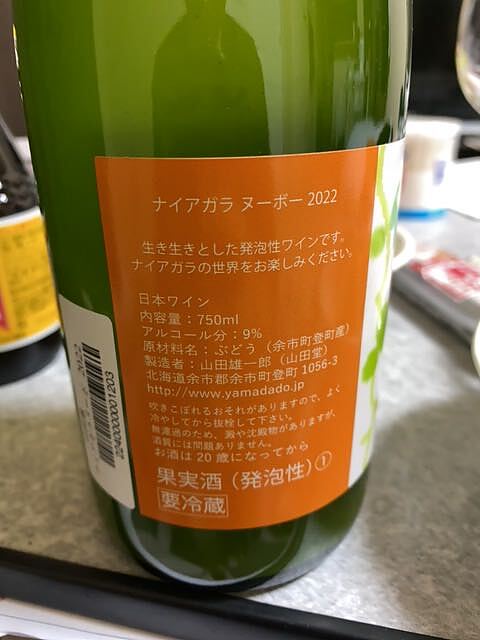 ナイアガラ ヌーボー 2022
生き生きとした発泡性ワインです。
ナイアガラの世界をお楽しみください。
日本ワイン
内容量：750ml
アルコール分：9%
原材料名：ぶどう（余市町登町産）
製造者：山田雄一郎（山田堂）
北海道余市郡余市町登町 1056-3
http://www.yamadado.jp
吹きこぼれるおそれがありますので、よく
冷やしてから抜栓して下さい。
無濾過のため、澱や沈殿物がありますが、
酒質には問題ありません。
お酒は 20 歳になってから
果実酒（発泡性）①
要冷蔵
2240000001203